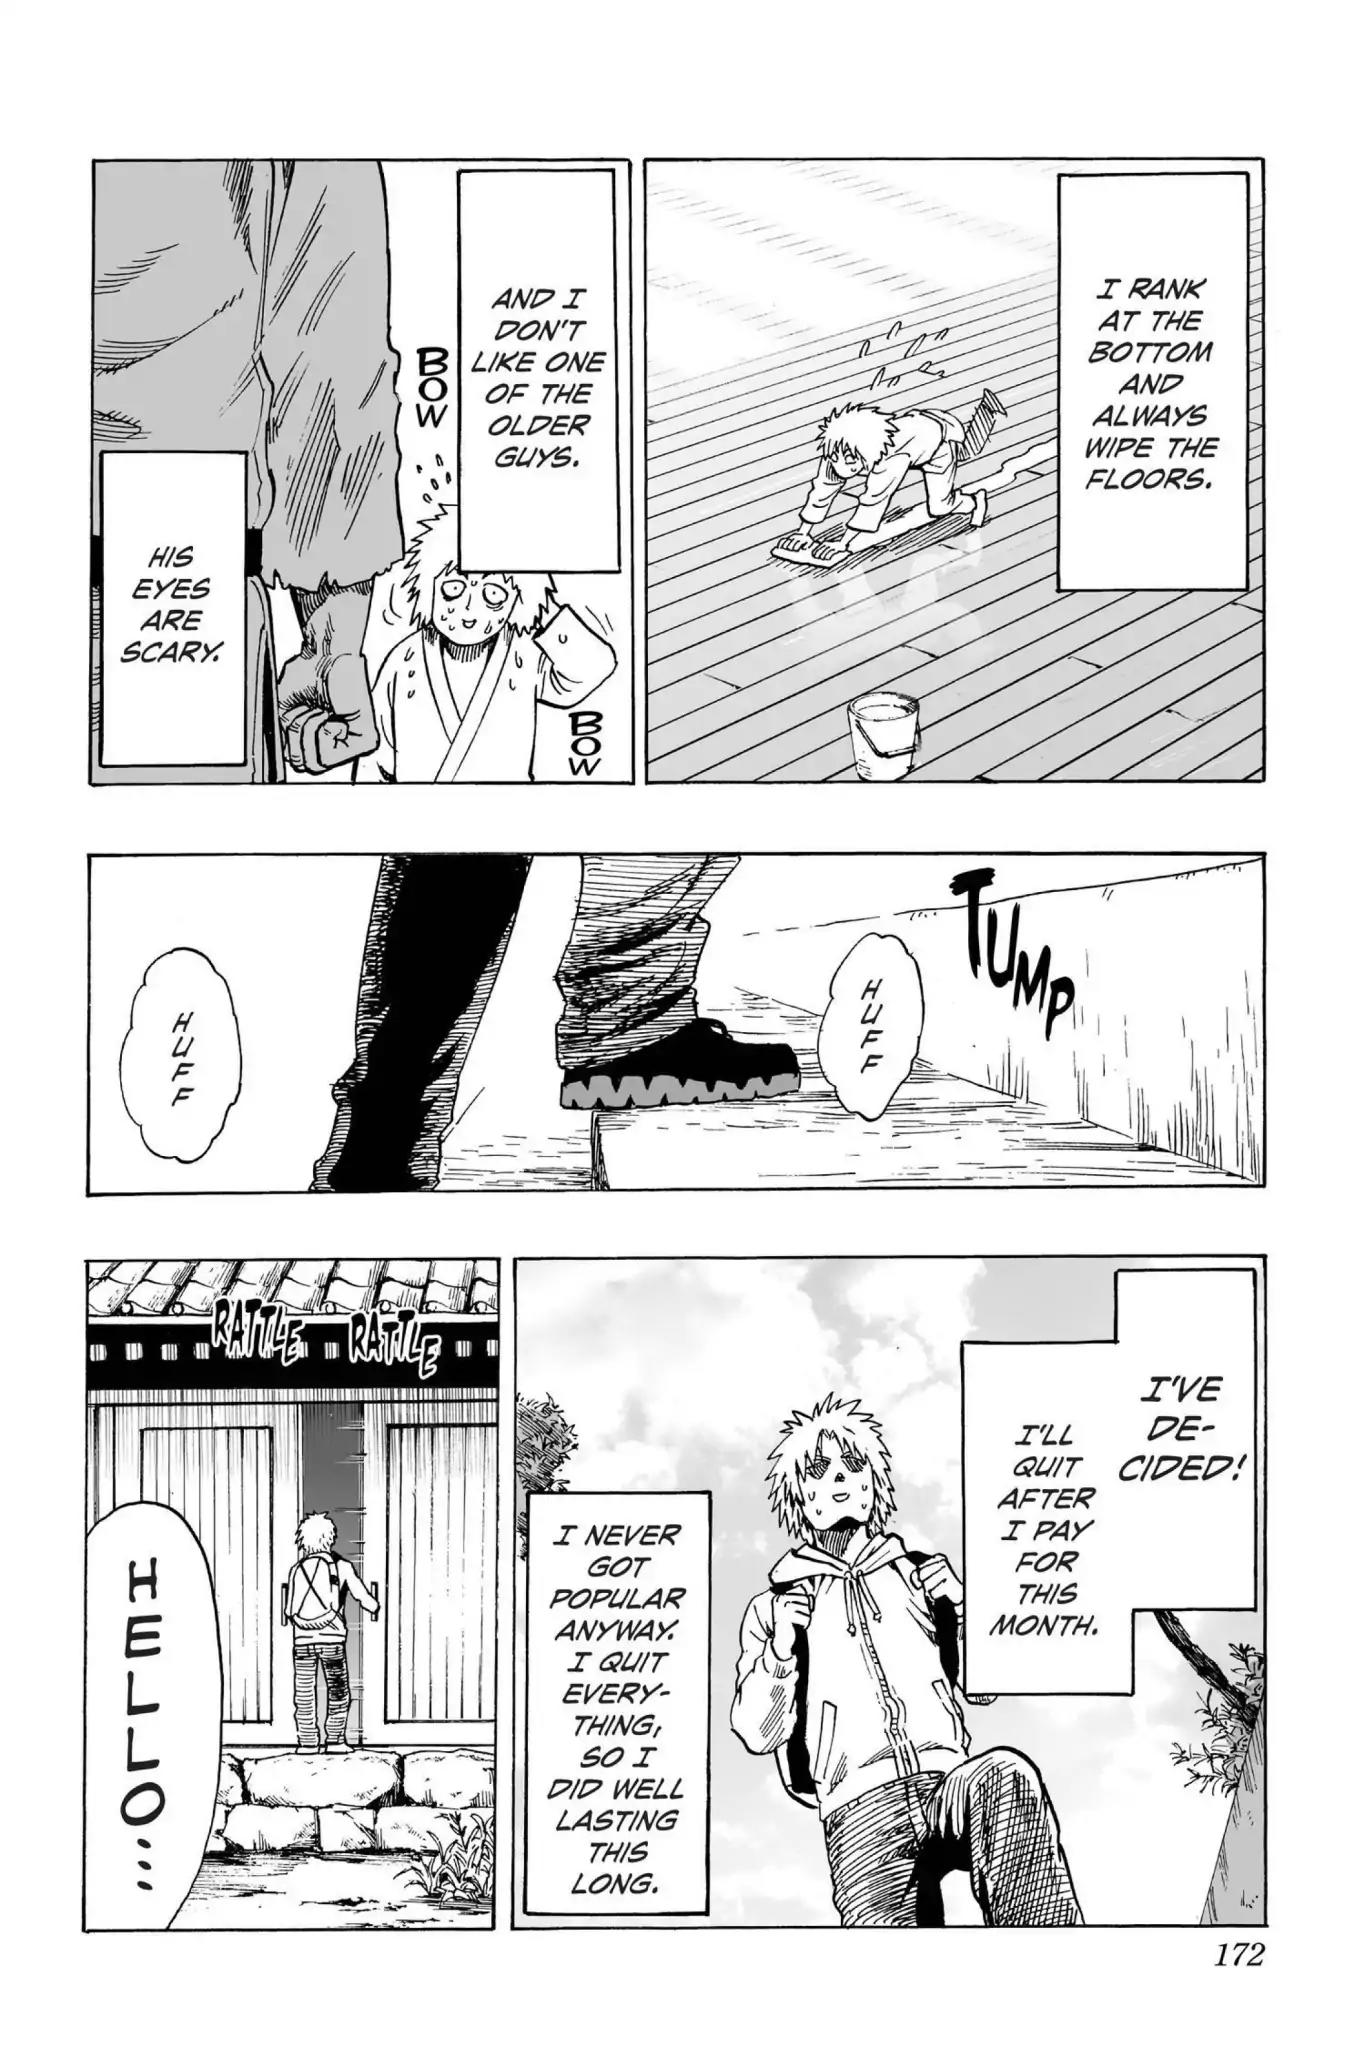 I RANK
AT THE
BOTTOM
AND
ALWAYS
WIPE THE
FLOORS.
AND I
DON'T
LIKE ONE
OF THE
OLDER
GUYS.
BOW
HIS
EYES
ARE
SCARY.
BOW
TUMP
HUFF
HUFF
I'VE
DE-
CIDED!
I'LL
QUIT
AFTER
I PAY
FOR
THIS
MONTH.
I NEVER
GOT
POPULAR
ANYWAY.
I QUIT
EVERY-
THING,
SO I
DID WELL
LASTING
THIS
LONG.
RATTLE
RATTLE
HELLO...
172